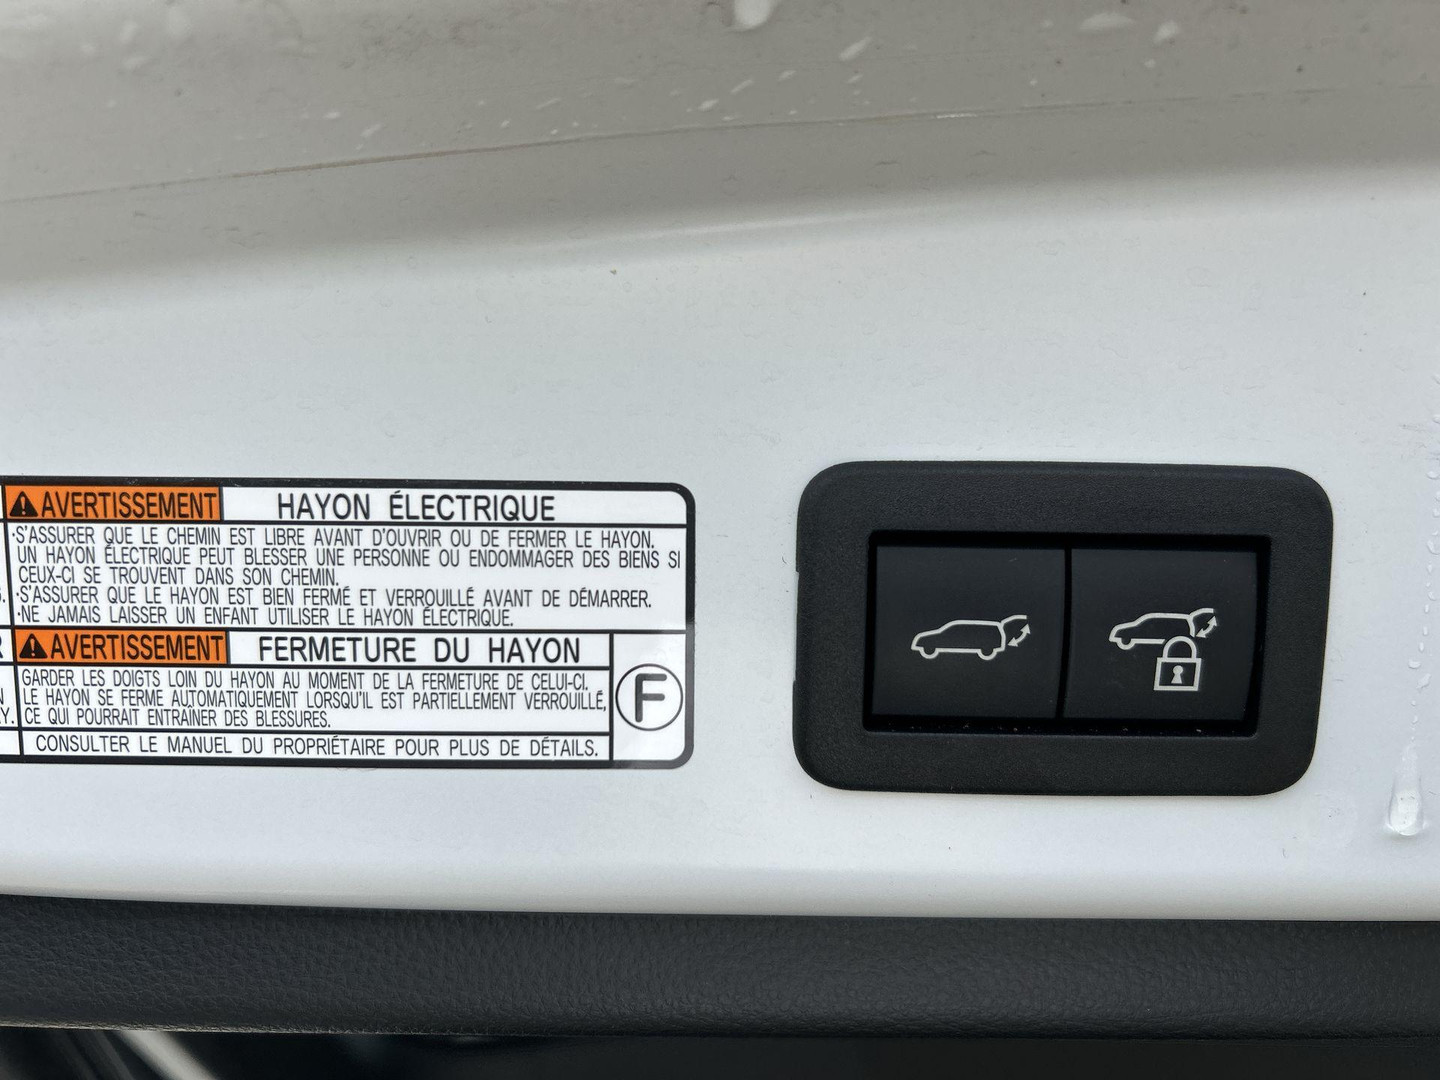 AVERTISSEMENT HAYON ÉLECTRIQUE
·S'ASSURER QUE LE CHEMIN EST LIBRE AVANT D'OUVRIR OU DE FERMER LE HAYON.
UN HAYON ÉLECTRIQUE PEUT BLESSER UNE PERSONNE OU ENDOMMAGER DES BIENS SI
CEUX-CI SE TROUVENT DANS SON CHEMIN.
·S'ASSURER QUE LE HAYON EST BIEN FERMÉ ET VERROUILLÉ AVANT DE DÉMARRER.
·NE JAMAIS LAISSER UN ENFANT UTILISER LE HAYON ÉLECTRIQUE.
AVERTISSEMENT FERMETURE DU HAYON
GARDER LES DOIGTS LOIN DU HAYON AU MOMENT DE LA FERMETURE DE CELUI-CI.
LE HAYON SE FERME AUTOMATIQUEMENT LORSQU'IL EST PARTIELLEMENT VERROUILLÉ,
CE QUI POURRAIT ENTRAÎNER DES BLESSURES.
F
CONSULTER LE MANUEL DU PROPRIÉTAIRE POUR PLUS DE DÉTAILS.